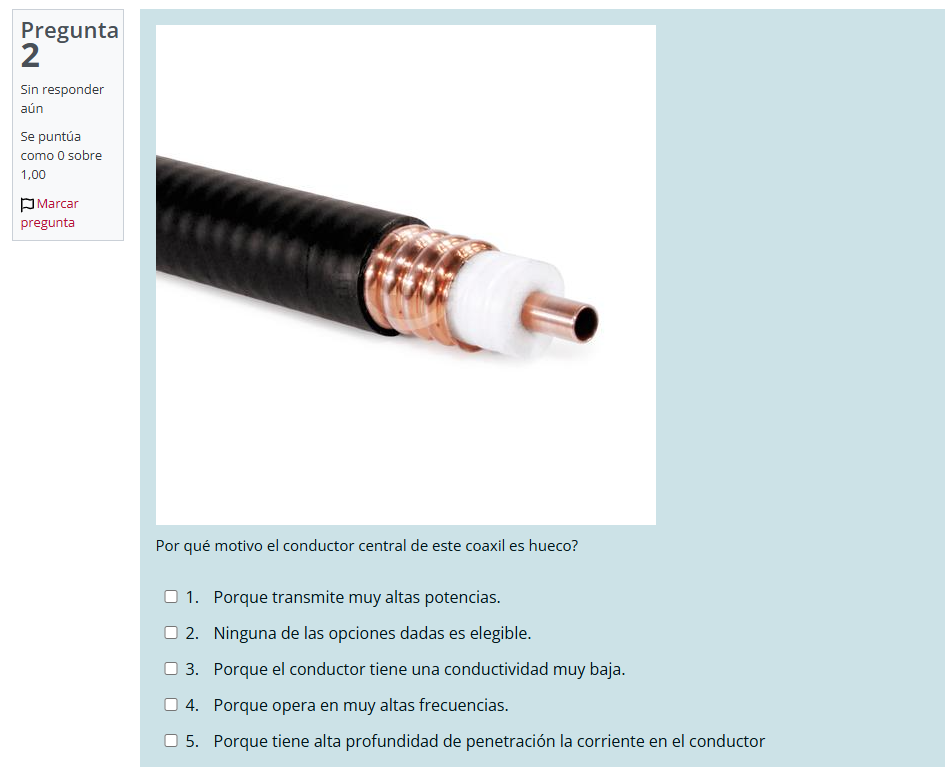 Pregunta
2
Sin responder
aún
Se puntúa
como 0 sobre
1,00
Marcar
pregunta
Por qué motivo el conductor central de este coaxil es hueco?
1. Porque transmite muy altas potencias.
2. Ninguna de las opciones dadas es elegible.
3. Porque el conductor tiene una conductividad muy baja.
4. Porque opera en muy altas frecuencias.
5. Porque tiene alta profundidad de penetración la corriente en el conductor